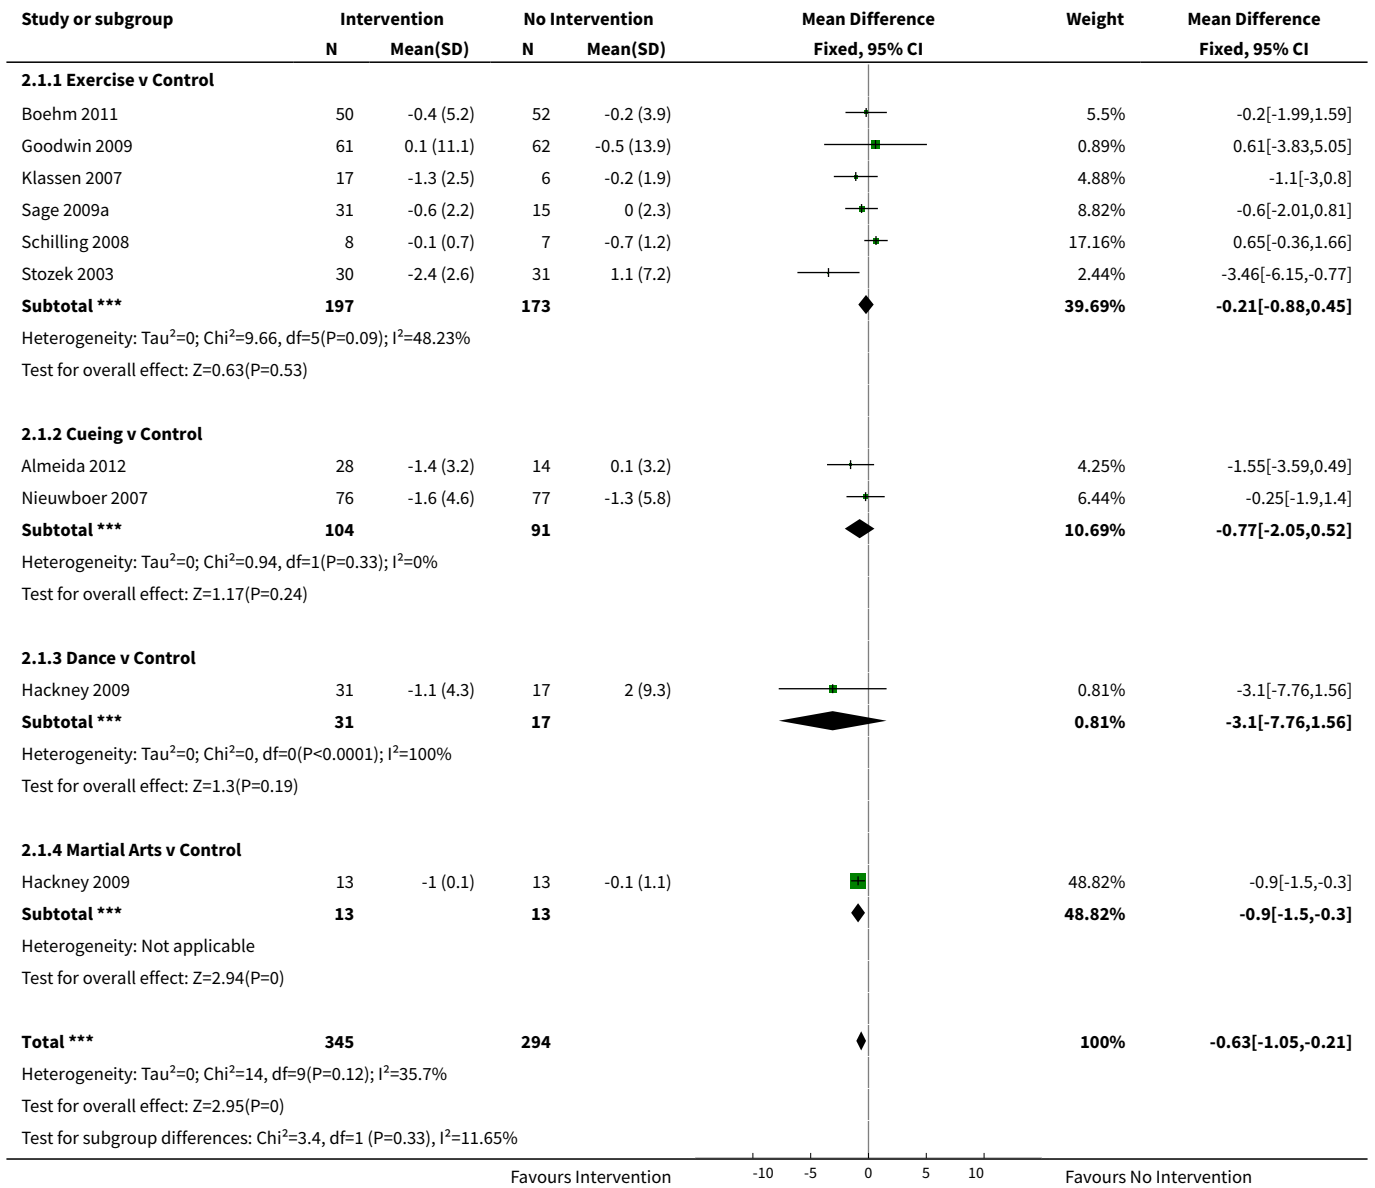 Study or subgroup Intervention No Intervention Mean Difference Weight Mean Difference
N Mean(SD) N Mean(SD) Fixed, 95% CI Fixed, 95% CI
2.1.1 Exercise v Control
Boehm 2011 50 -0.4 (5.2) 52 -0.2 (3.9) 5.5% -0.2[-1.99,1.59]
Goodwin 2009 61 0.1 (11.1) 62 -0.5 (13.9) 0.89% 0.61[-3.83,5.05]
Klassen 2007 17 -1.3 (2.5) 6 -0.2 (1.9) 4.88% -1.1[-3,0.8]
Sage 2009a 31 -0.6 (2.2) 15 0 (2.3) 8.82% -0.6[-2.01,0.81]
Schilling 2008 8 -0.1 (0.7) 7 -0.7 (1.2) 17.16% 0.65[-0.36,1.66]
Stozek 2003 30 -2.4 (2.6) 31 1.1 (7.2) 2.44% -3.46[-6.15,-0.77]
Subtotal *** 197 173 39.69% -0.21[-0.88,0.45]
Heterogeneity: Tau²=0; Chi²=9.66, df=5(P=0.09); I²=48.23%
Test for overall effect: Z=0.63(P=0.53)
2.1.2 Cueing v Control
Almeida 2012 28 -1.4 (3.2) 14 0.1 (3.2) 4.25% -1.55[-3.59,0.49]
Nieuwboer 2007 76 -1.6 (4.6) 77 -1.3 (5.8) 6.44% -0.25[-1.9,1.4]
Subtotal *** 104 91 10.69% -0.77[-2.05,0.52]
Heterogeneity: Tau²=0; Chi²=0.94, df=1(P=0.33); I²=0%
Test for overall effect: Z=1.17(P=0.24)
2.1.3 Dance v Control
Hackney 2009 31 -1.1 (4.3) 17 2 (9.3) 0.81% -3.1[-7.76,1.56]
Subtotal *** 31 17 0.81% -3.1[-7.76,1.56]
Heterogeneity: Tau²=0; Chi²=0, df=0(P<0.0001); I²=100%
Test for overall effect: Z=1.3(P=0.19)
2.1.4 Martial Arts v Control
Hackney 2009 13 -1 (0.1) 13 -0.1 (1.1) 48.82% -0.9[-1.5,-0.3]
Subtotal *** 13 13 48.82% -0.9[-1.5,-0.3]
Heterogeneity: Not applicable
Test for overall effect: Z=2.94(P=0)
Total *** 345 294 100% -0.63[-1.05,-0.21]
Heterogeneity: Tau²=0; Chi²=14, df=9(P=0.12); I²=35.7%
Test for overall effect: Z=2.95(P=0)
Test for subgroup differences: Chi²=3.4, df=1 (P=0.33), I²=11.65%
Favours Intervention -10 -5 0 5 10 Favours No Intervention